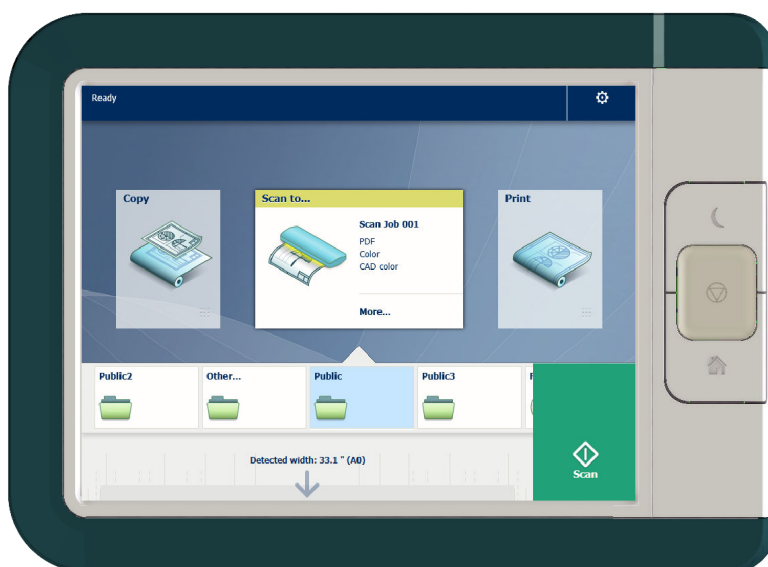 Ready
Copy
Scan to...
Print
Scan Job 001
PDF
Color
CAD color
More...
Public2
Other...
Public
Public3
Detected width: 33.1 " (A0)
Scan